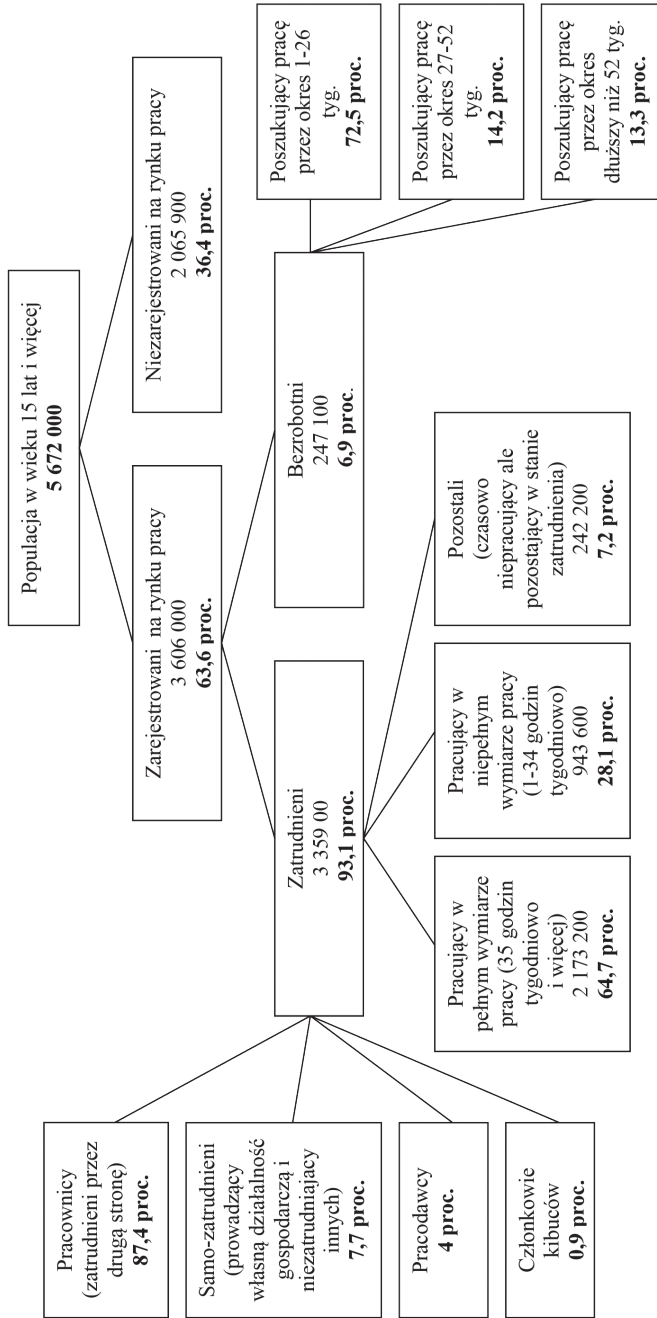 Populacja w wieku 15 lat i więcej
5 672 000
Zarejestrowani na rynku pracy
3 606 000
63,6 proc.
Niezarejestrowani na rynku pracy
2 065 900
36,4 proc.
Zatrudnieni
3 359 00
93,1 proc.
Bezrobotni
247 100
6,9 proc.
Pracownicy
(zatrudnieni przez
drugą stronę)
87,4 proc.
Samo-zatrudnieni
(prowadzący
własną działalność
gospodarczą i
niezatrudniajacy
innych)
7,7 proc.
Pracodawcy
4 proc.
Członkowie
kibuców
0,9 proc.
Pracujący w
pełnym wymiarze
pracy (35 godzin
tygodniowo
i więcej)
2 173 200
64,7 proc.
Pracujący w
niepełnym
wymiarze pracy
(1-34 godzin
tygodniowo)
943 600
28,1 proc.
Pozostali
(czasowo
niepracujący ale
pozostający w stanie
zatrudnienia)
242 200
7,2 proc.
Poszukujący pracę
przez okres 1-26
tyg.
72,5 proc.
Poszukujący pracę
przez okres 27-52
tyg.
14,2 proc.
Poszukujący pracę
przez okres
dłuższy niż 52 tyg.
13,3 proc.